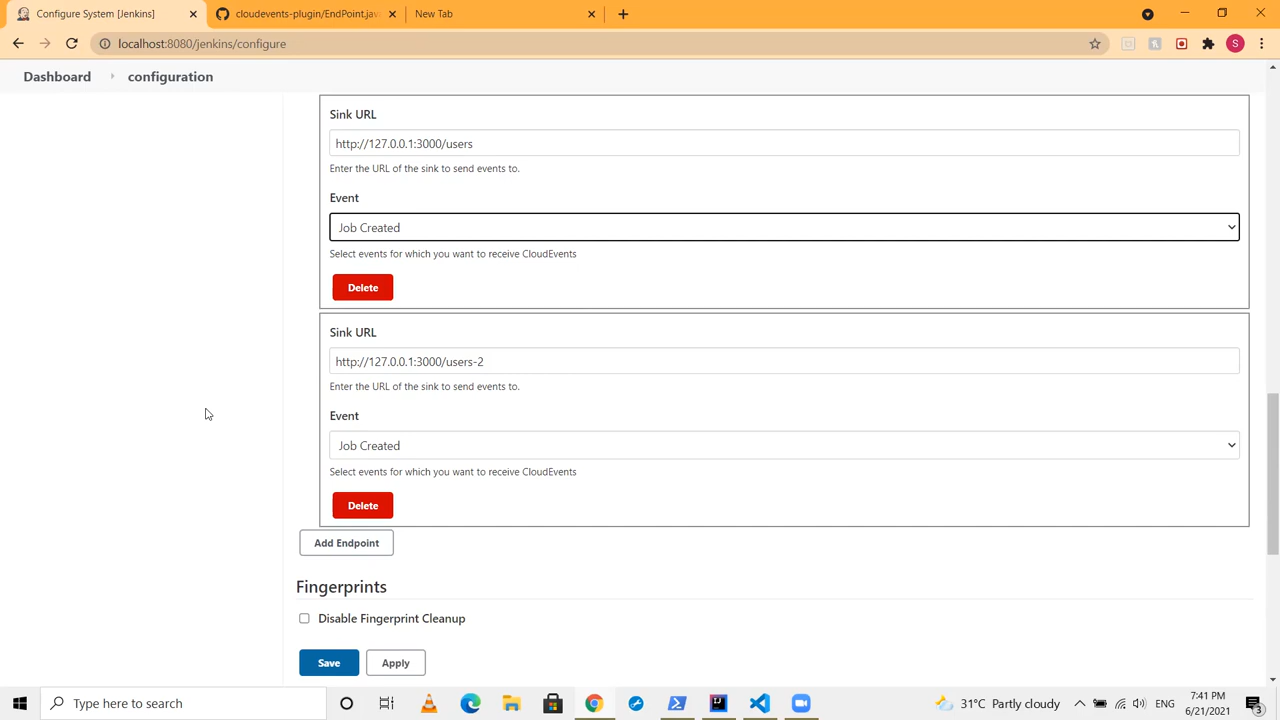 Configure System [Jenkins]
cloudevents-plugin/EndPoint.jav
New Tab
localhost:8080/jenkins/configure
S
Dashboard
configuration
Sink URL
http://127.0.0.1:3000/users
Enter the URL of the sink to send events to.
Event
Job Created
Select events for which you want to receive CloudEvents
Delete
Sink URL
http://127.0.0.1:3000/users-2
Enter the URL of the sink to send events to.
Event
Job Created
Select events for which you want to receive CloudEvents
Delete
Add Endpoint
Fingerprints
Disable Fingerprint Cleanup
Save
Apply
Type here to search
31°C Partly cloudy
ENG
7:41 PM
6/21/2021
3